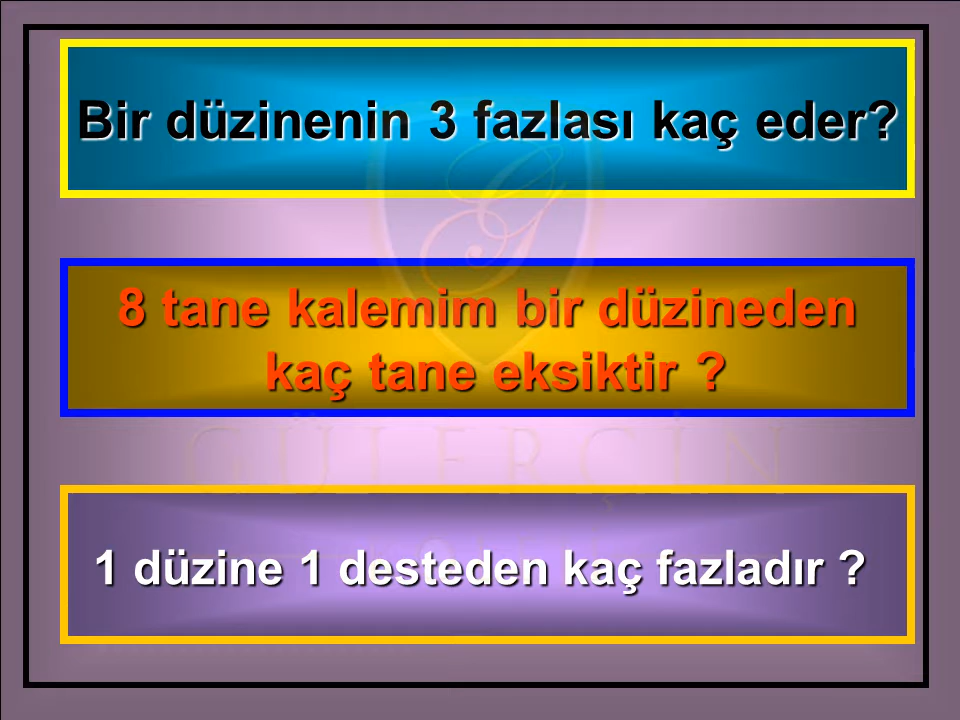 Bir düzinenin 3 fazlası kaç eder?
8 tane kalemim bir düzineden
kaç tane eksiktir ?
GÜLERÇİN
1 düzine 1 desteden kaç fazladır ?